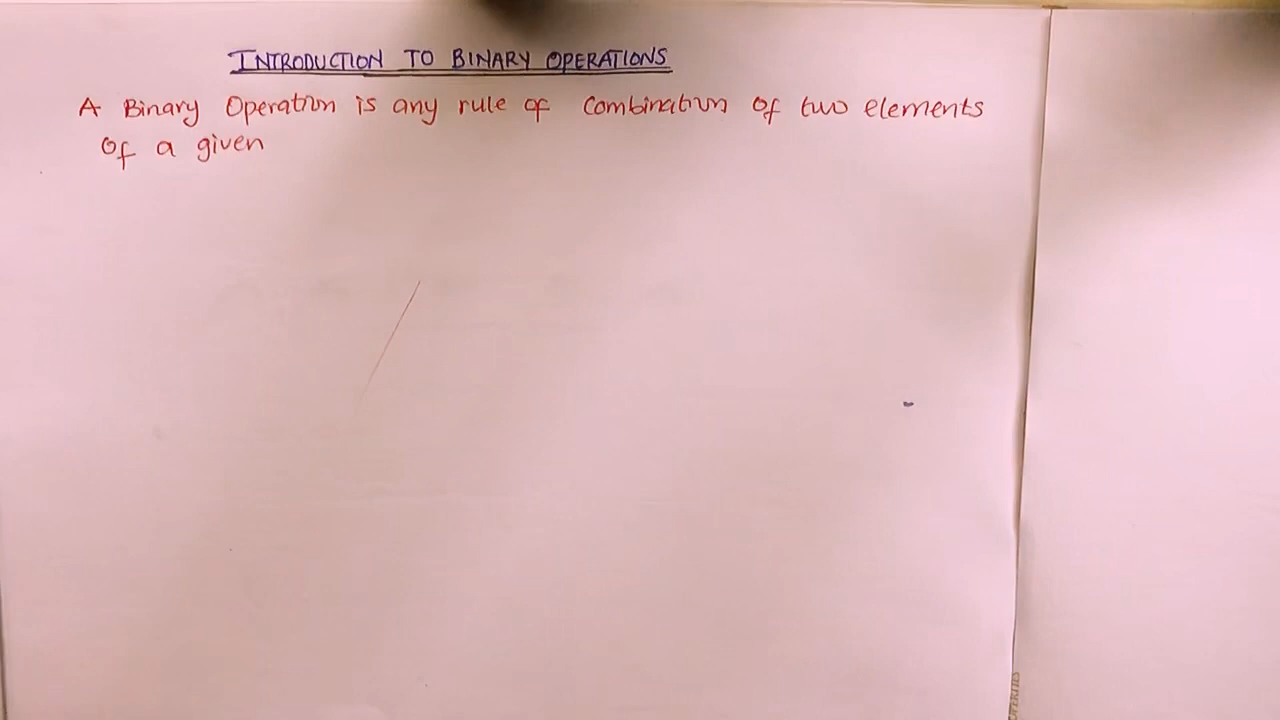 INTRODUCTION TO BINARY OPERATIONS
A Binary Operation is any rule of combination of two elements
of a given